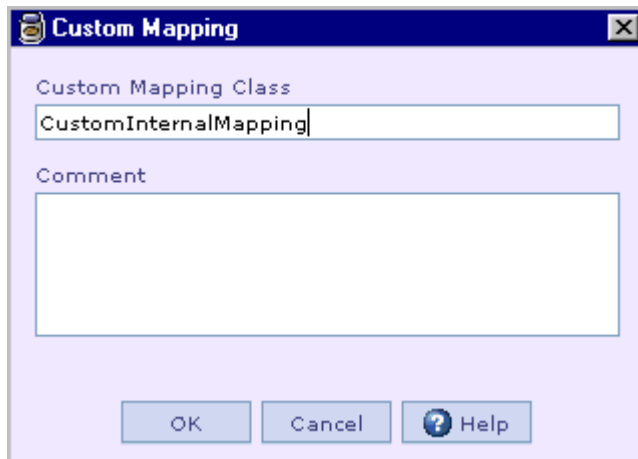 Custom Mapping
Custom Mapping Class
CustomInternalMapping
Comment
OK Cancel Help